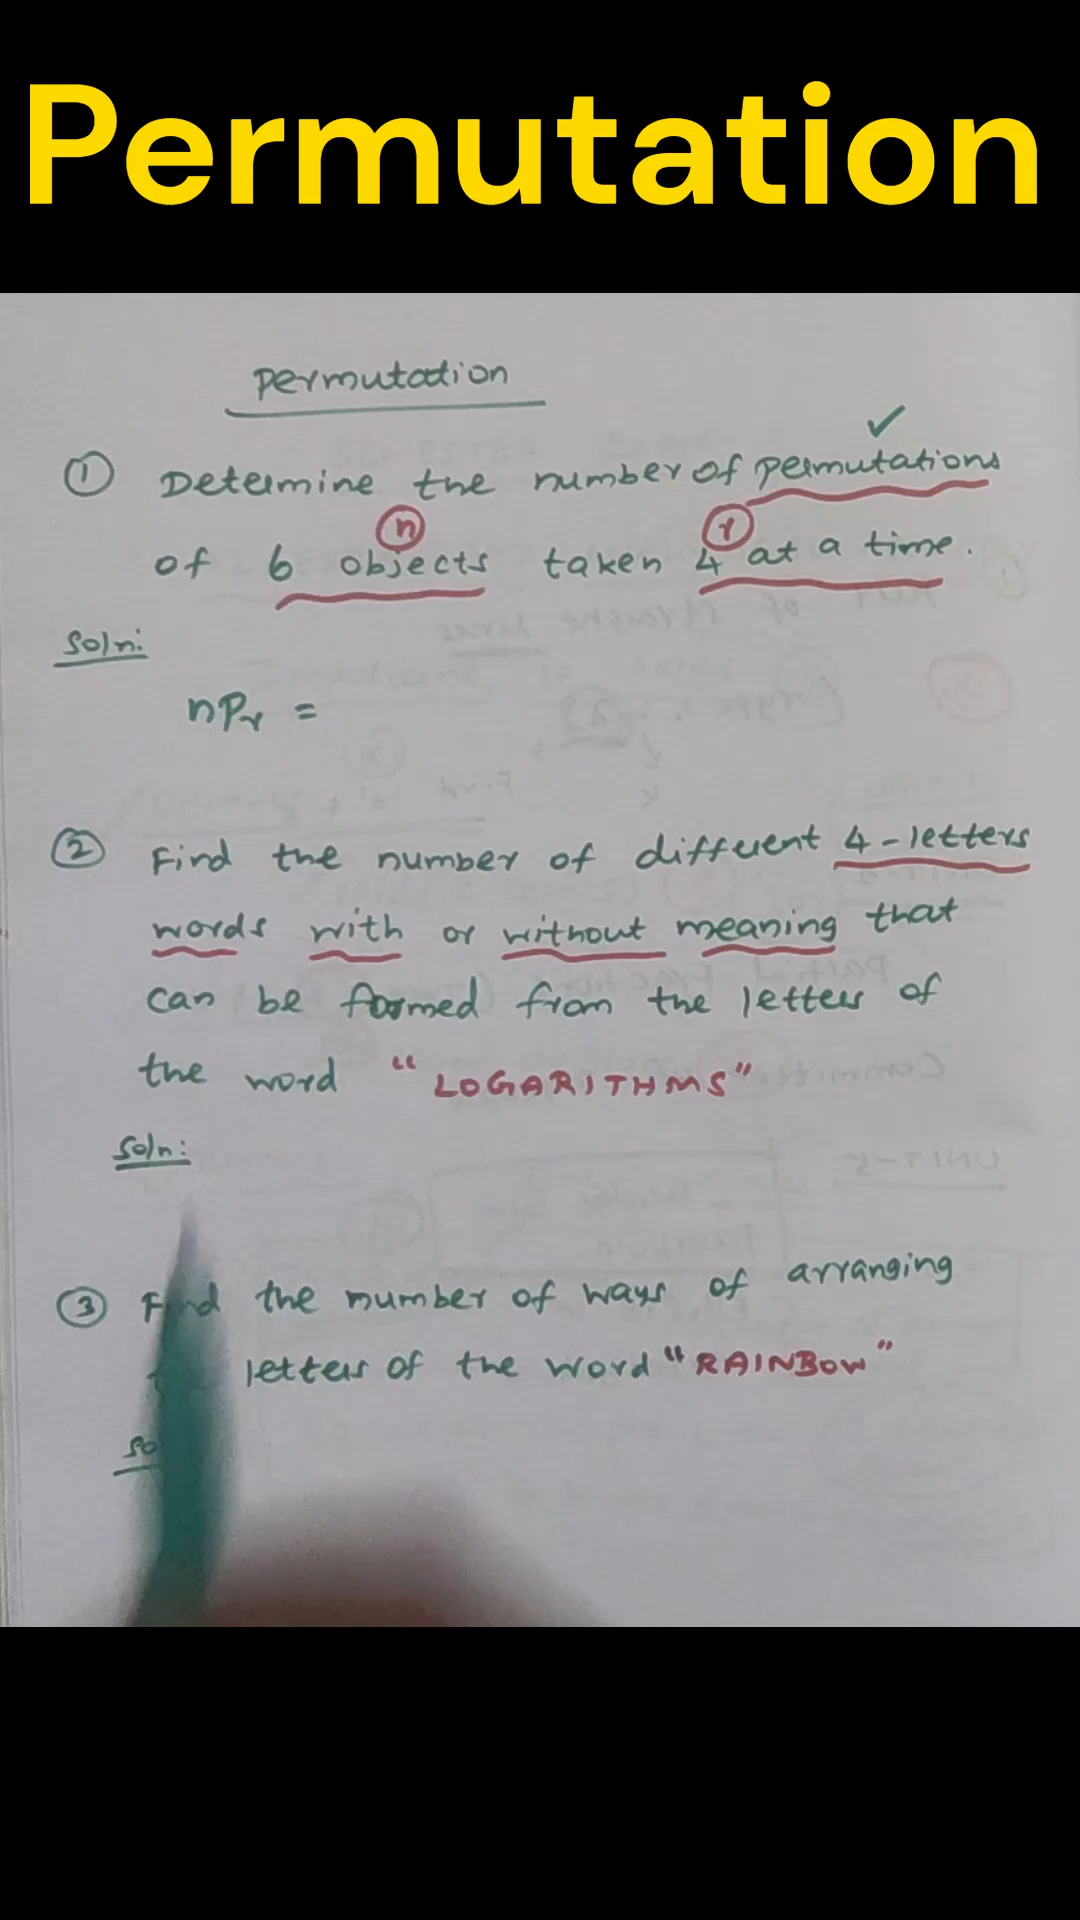 Permutation
Permutation
① Determine the number of permutations ✓
n r
of 6 objects taken 4 at a time.
Soln:
nPr =
② Find the number of different 4-letters
words with or without meaning that
can be formed from the letters of
the word "LOGARITHMS"
Soln:
③ Find the number of ways of arranging
letters of the word "RAINBOW"
So